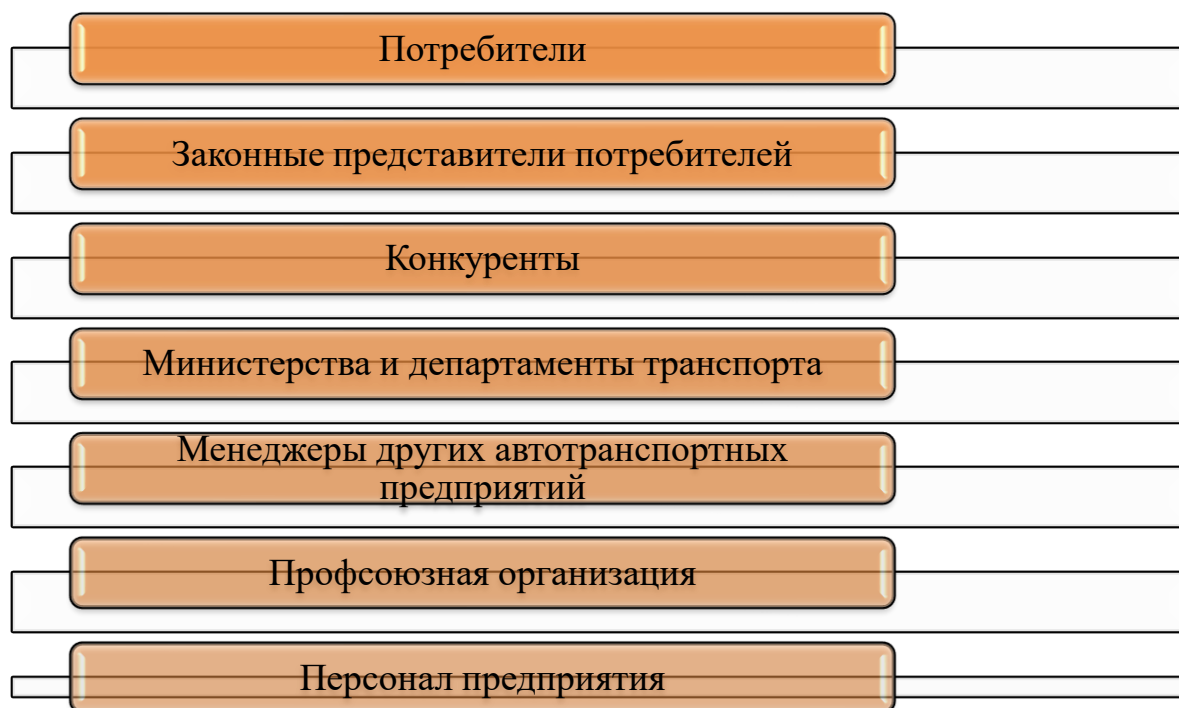 Потребители
Законные представители потребителей
Конкуренты
Министерства и департаменты транспорта
Менеджеры других автотранспортных
предприятий
Профсоюзная организация
Персонал предприятия